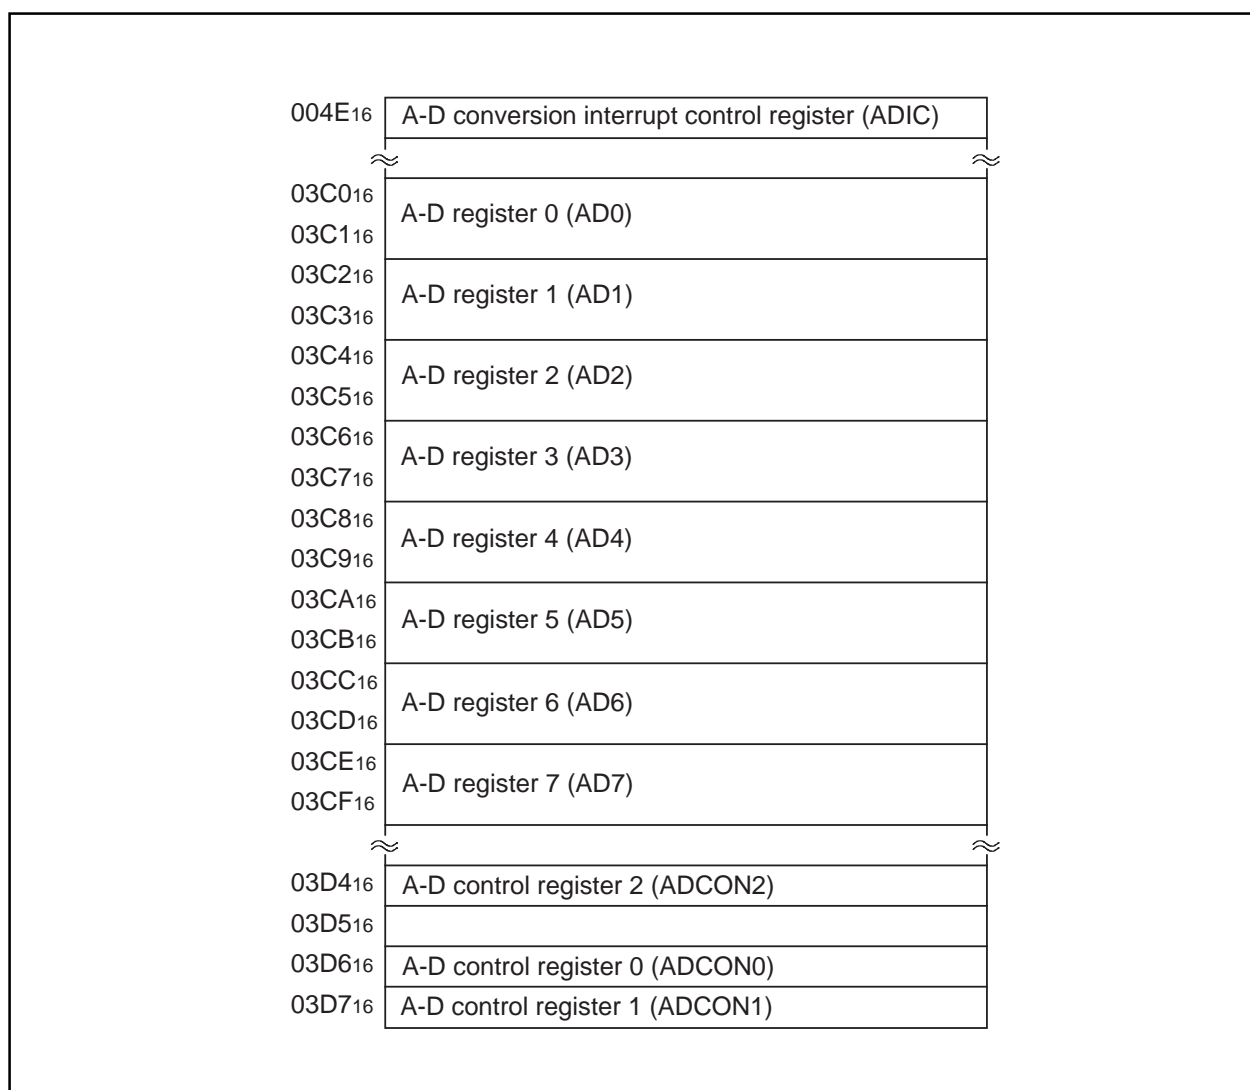 004E16 A-D conversion interrupt control register (ADIC)
03C016
A-D register 0 (AD0)
03C116
03C216
A-D register 1 (AD1)
03C316
03C416
A-D register 2 (AD2)
03C516
03C616
A-D register 3 (AD3)
03C716
03C816
A-D register 4 (AD4)
03C916
03CA16
A-D register 5 (AD5)
03CB16
03CC16
A-D register 6 (AD6)
03CD16
03CE16
A-D register 7 (AD7)
03CF16
03D416 A-D control register 2 (ADCON2)
03D516
03D616 A-D control register 0 (ADCON0)
03D716 A-D control register 1 (ADCON1)